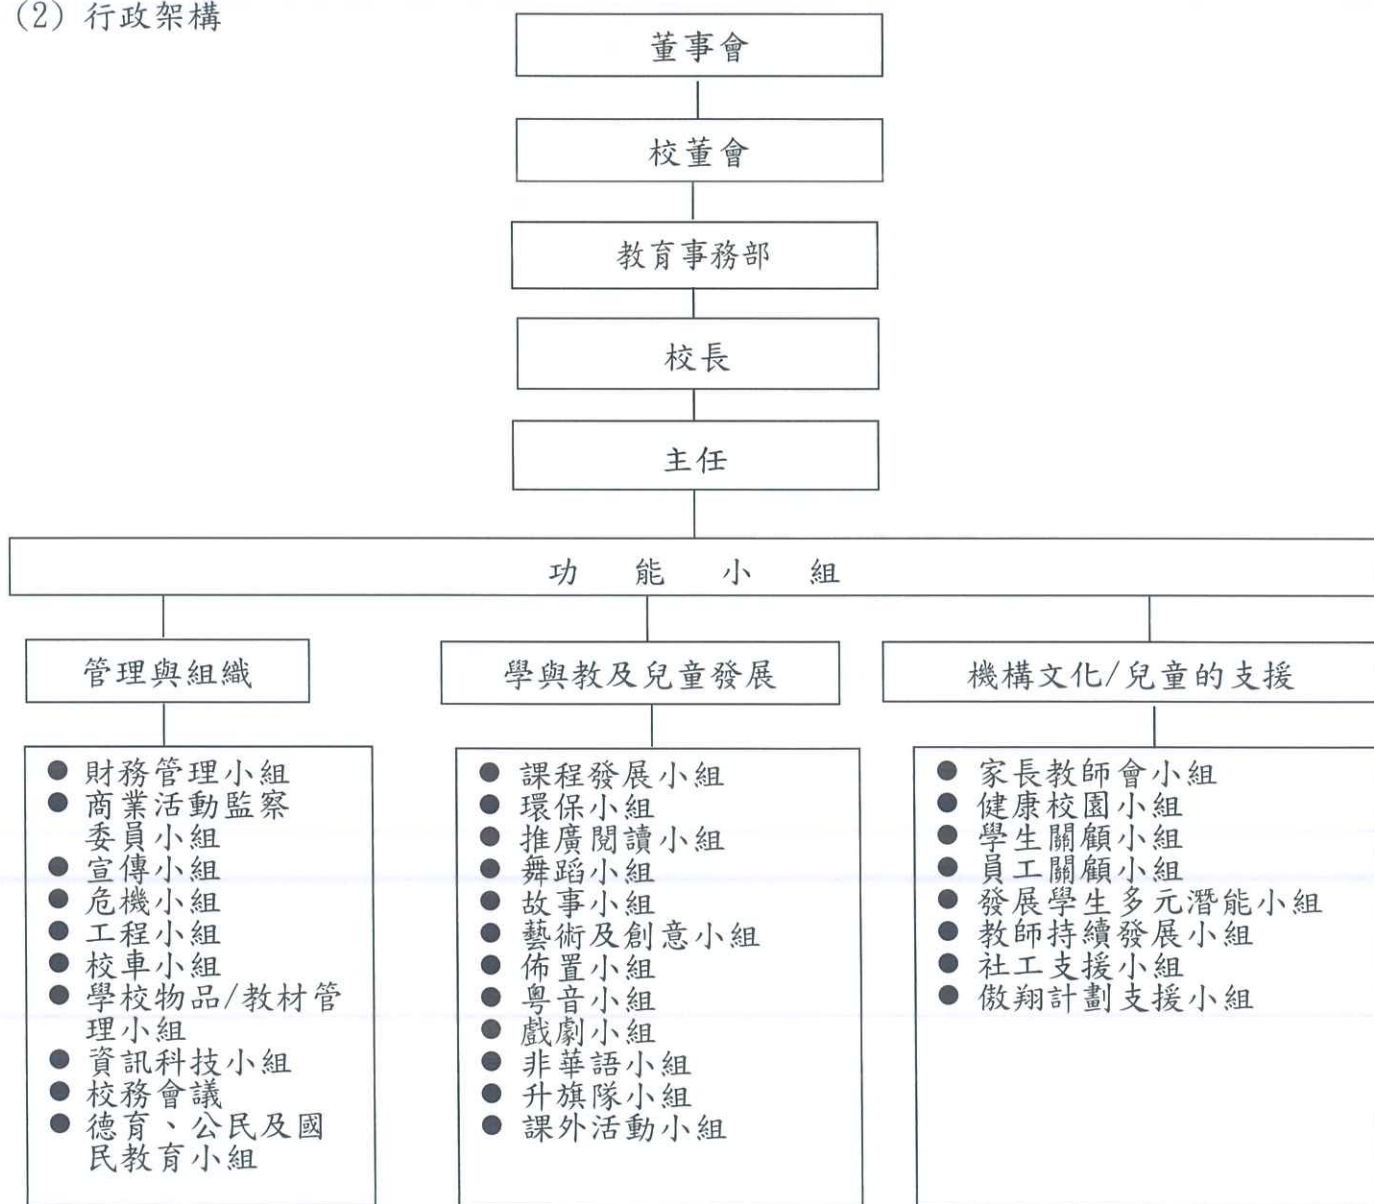 (2) 行政架構
董事會
校董會
教育事務部
校長
主任
功能小組
管理與組織
● 財務管理小組
● 商業活動監察
委員小組
● 宣傳小組
● 危機小組
● 工程小組
● 校車小組
● 學校物品/教材管
理小組
● 資訊科技小組
● 校務會議
● 德育、公民及國
民教育小組
學與教及兒童發展
● 課程發展小組
● 環保小組
● 推廣閱讀小組
● 舞蹈小組
● 故事小組
● 藝術及創意小組
● 佈置小組
● 粵音小組
● 戲劇小組
● 非華語小組
● 升旗隊小組
● 課外活動小組
機構文化/兒童的支援
● 家長教師會小組
● 健康校園小組
● 學生關顧小組
● 員工關顧小組
● 發展學生多元潛能小組
● 教師持續發展小組
● 社工支援小組
● 傲翔計劃支援小組